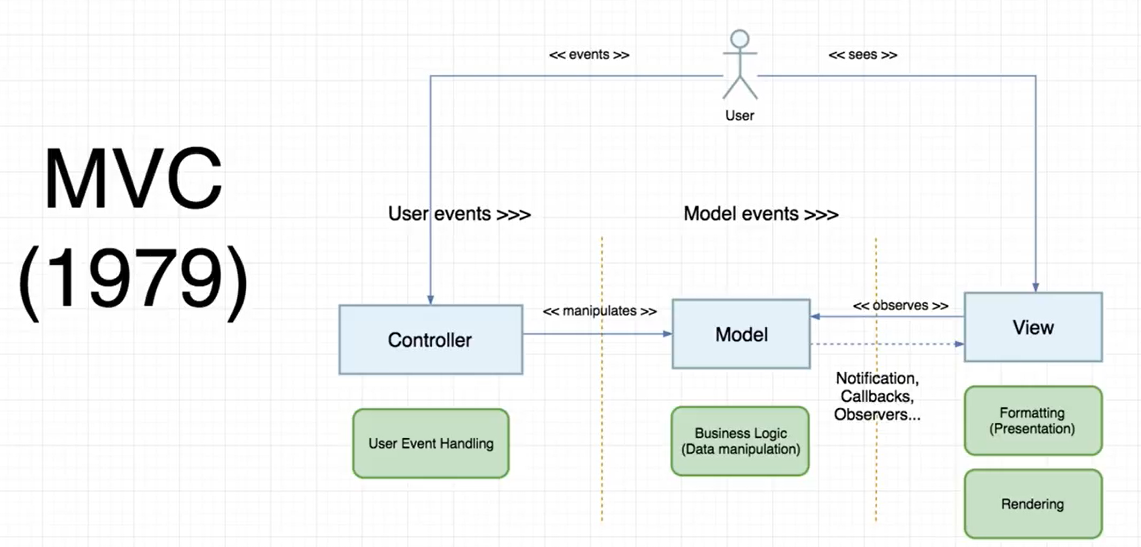 MVC
(1979)
<< events >>
<< sees >>
User
User events >>>
Model events >>>
Controller
<< manipulates >>
Model
<< observes >>
View
Notification,
Callbacks,
Observers...
User Event Handling
Business Logic
(Data manipulation)
Formatting
(Presentation)
Rendering